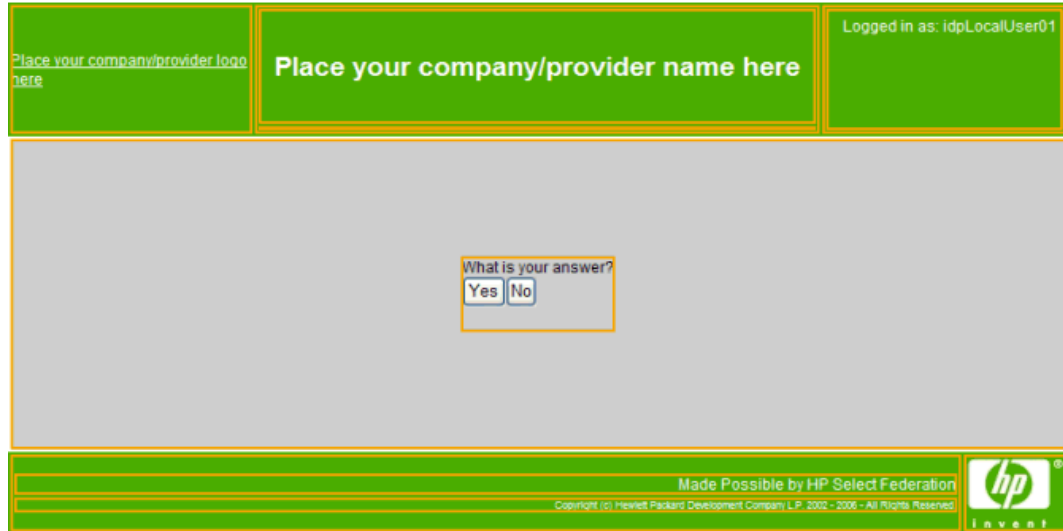 Place your company/provider logo
here
Place your company/provider name here
Logged in as: idpLocalUser01
What is your answer?
Yes No
Made Possible by HP Select Federation
Copyright (c) Hewlett Packard Development Company L.P. 2002 - 2006 - All Rights Reserved
hp ®
invent